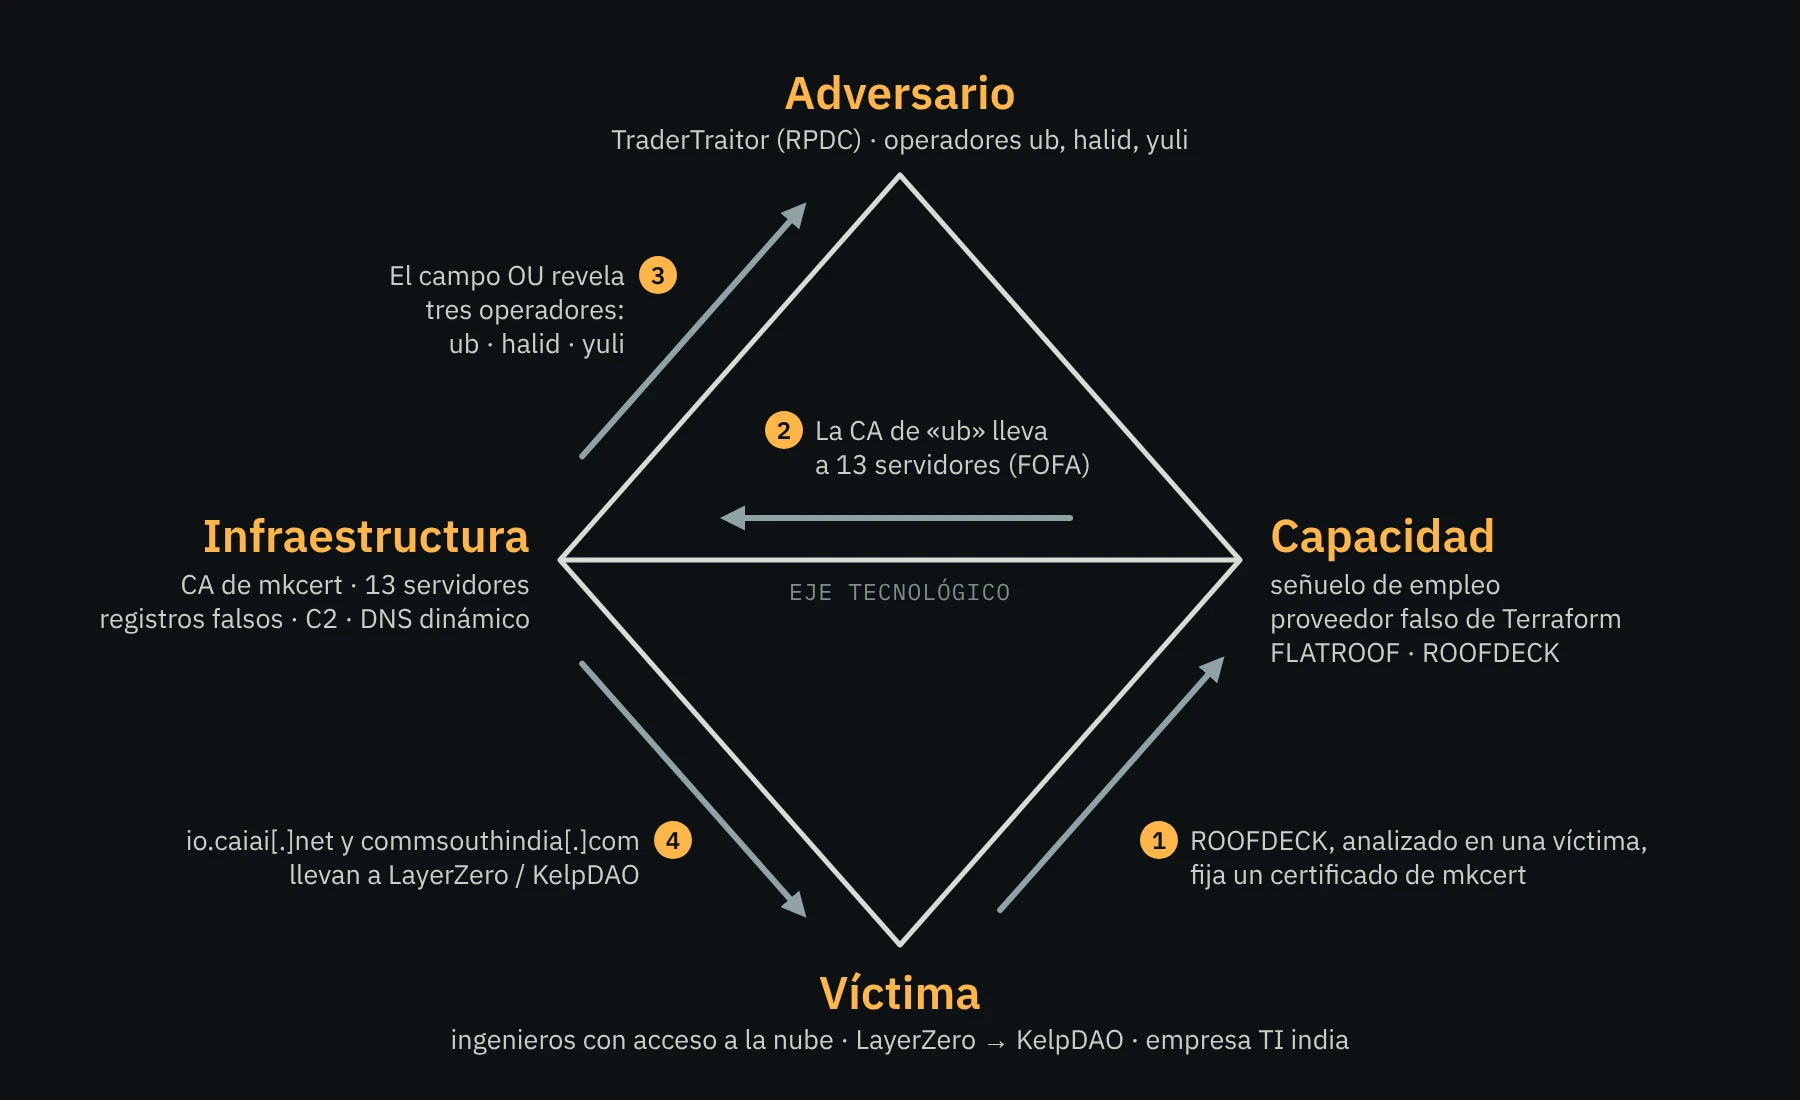 Adversario
TraderTraitor (RPDC) · operadores ub, halid, yuli
El campo OU revela
tres operadores:
ub · halid · yuli
3
2
La CA de «ub» lleva
a 13 servidores (FOFA)
Infraestructura
CA de mkcert · 13 servidores
registros falsos · C2 · DNS dinámico
EJE TECNOLÓGICO
Capacidad
señuelo de empleo
proveedor falso de Terraform
FLATROOF · ROOFDECK
io.caiai[.]net y commsouthindia[.]com
llevan a LayerZero / KelpDAO
4
1
ROOFDECK, analizado en una víctima,
fija un certificado de mkcert
Víctima
ingenieros con acceso a la nube · LayerZero → KelpDAO · empresa TI india